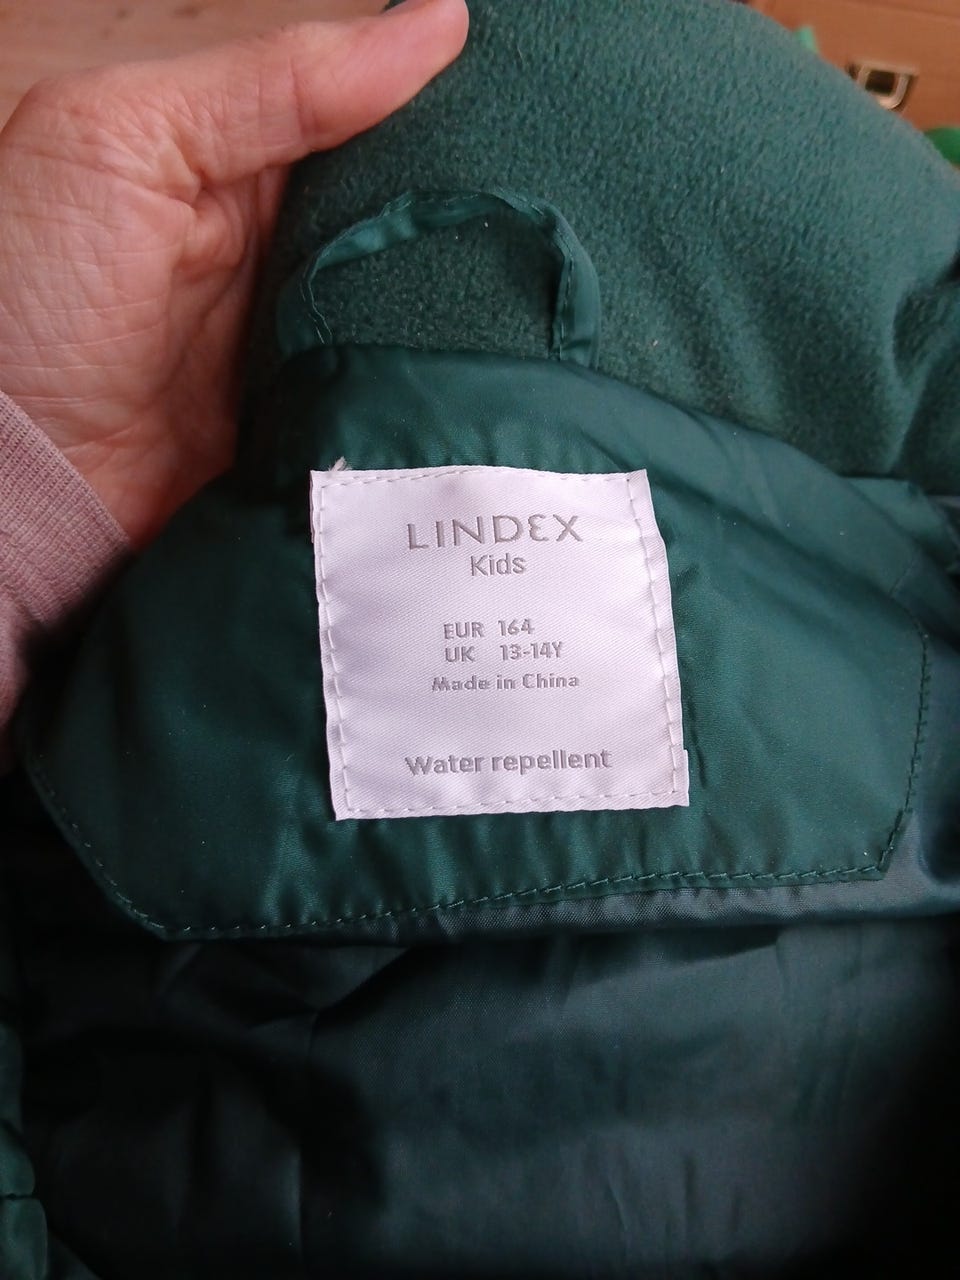 LINDEX
Kids
EUR 164
UK 13-14Y
Made in China
Water repellent